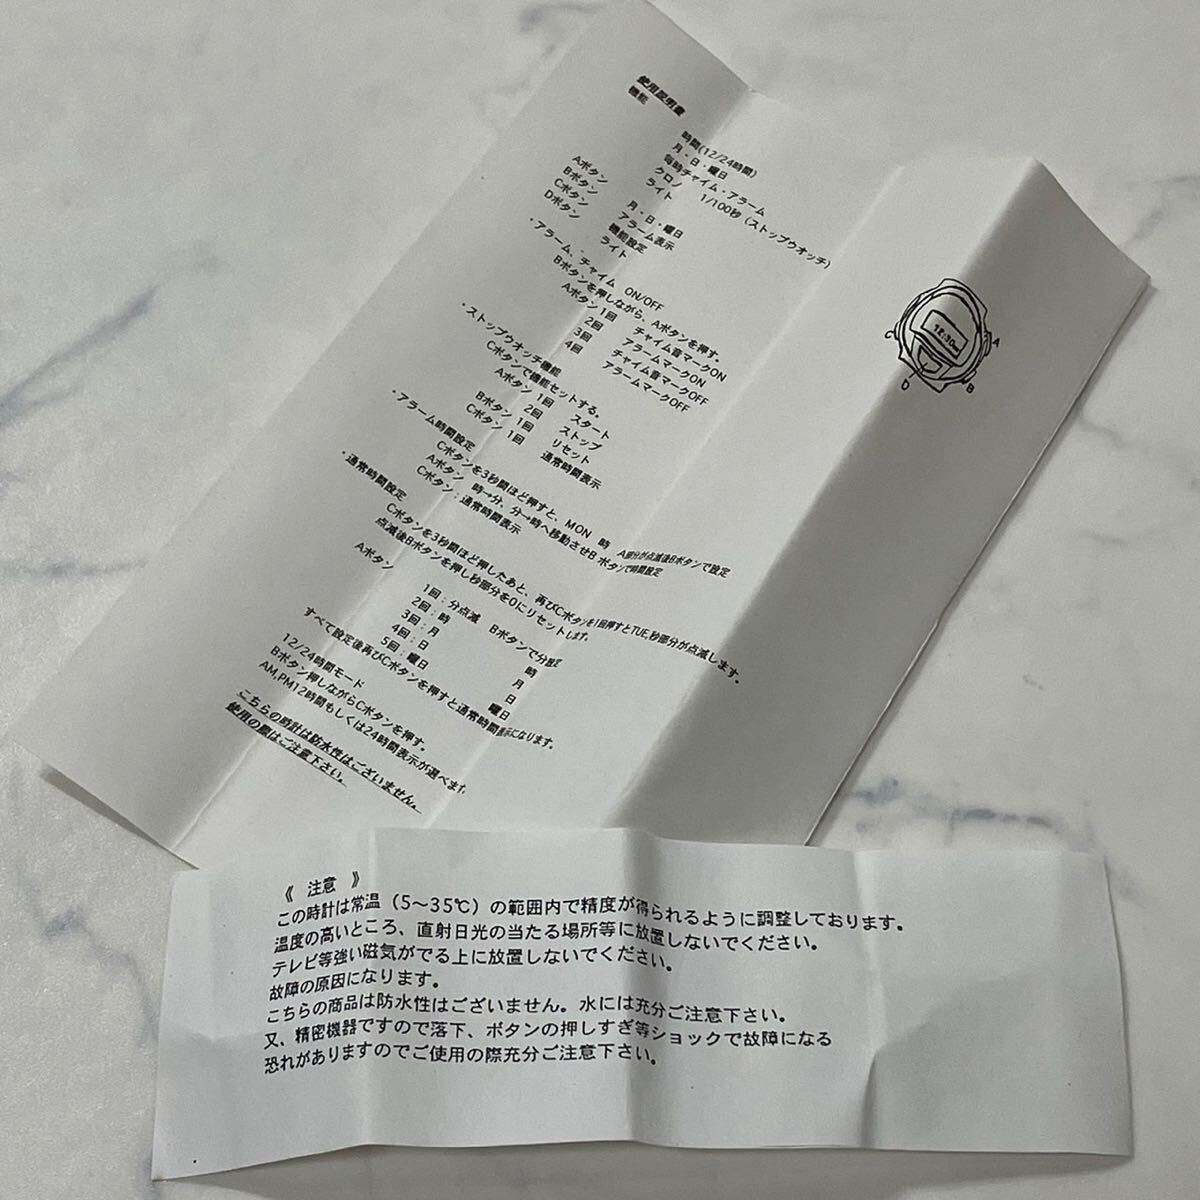 使用説明書
機能
時間(12/24時間)
月・日・曜日
毎時チャイム・アラーム
クロノ 1/100秒(ストップウオッチ)
ライト
Aボタン 月・日・曜日
Bボタン アラーム表示
Cボタン 機能設定
Dボタン ライト
・アラーム、チャイム ON/OFF
Bボタンを押しながら、Aボタンを押す。
Aボタン 1回 チャイム音マークON
2回 アラームマークON
3回 チャイム音マークOFF
4回 アラームマークOFF
・ストップウオッチ機能
Cボタンで機能セットする。
Aボタン 1回 スタート
2回 ストップ
Bボタン 1回 リセット
Cボタン 1回 通常時間表示
・アラーム時間設定
Cボタンを3秒間ほど押すと、MON 時 A部分が点滅後Bボタンで設定
Aボタン 時→分、分→時へ移動させBボタンで時間設定
Cボタン:通常時間表示
・通常時間設定
Cボタンを3秒間ほど押したあと、再びCボタンを1回押すとTUE,秒部分が点滅します。
点滅後Bボタンを押し秒部分を0にリセットします。
Aボタン 1回:分点滅 Bボタンで分設定
2回:時 時
3回:月 月
4回:日 日
5回:曜日 曜日
すべて設定後再びCボタンを押すと通常時間表示になります。
12/24時間モード
Bボタン押しながらCボタンを押す。
AM,PM12時間もしくは24時間表示が選べます。
こちらの時計は防水性はございません。
使用の際はご注意下さい。
12:30
A
B
C
D
《 注意 》
この時計は常温(5〜35℃)の範囲内で精度が得られるように調整しております。
温度の高いところ、直射日光の当たる場所等に放置しないでください。
テレビ等強い磁気がでる上に放置しないでください。
故障の原因になります。
こちらの商品は防水性はございません。水には充分ご注意下さい。
又、精密機器ですので落下、ボタンの押しすぎ等ショックで故障になる
恐れがありますのでご使用の際充分ご注意下さい。